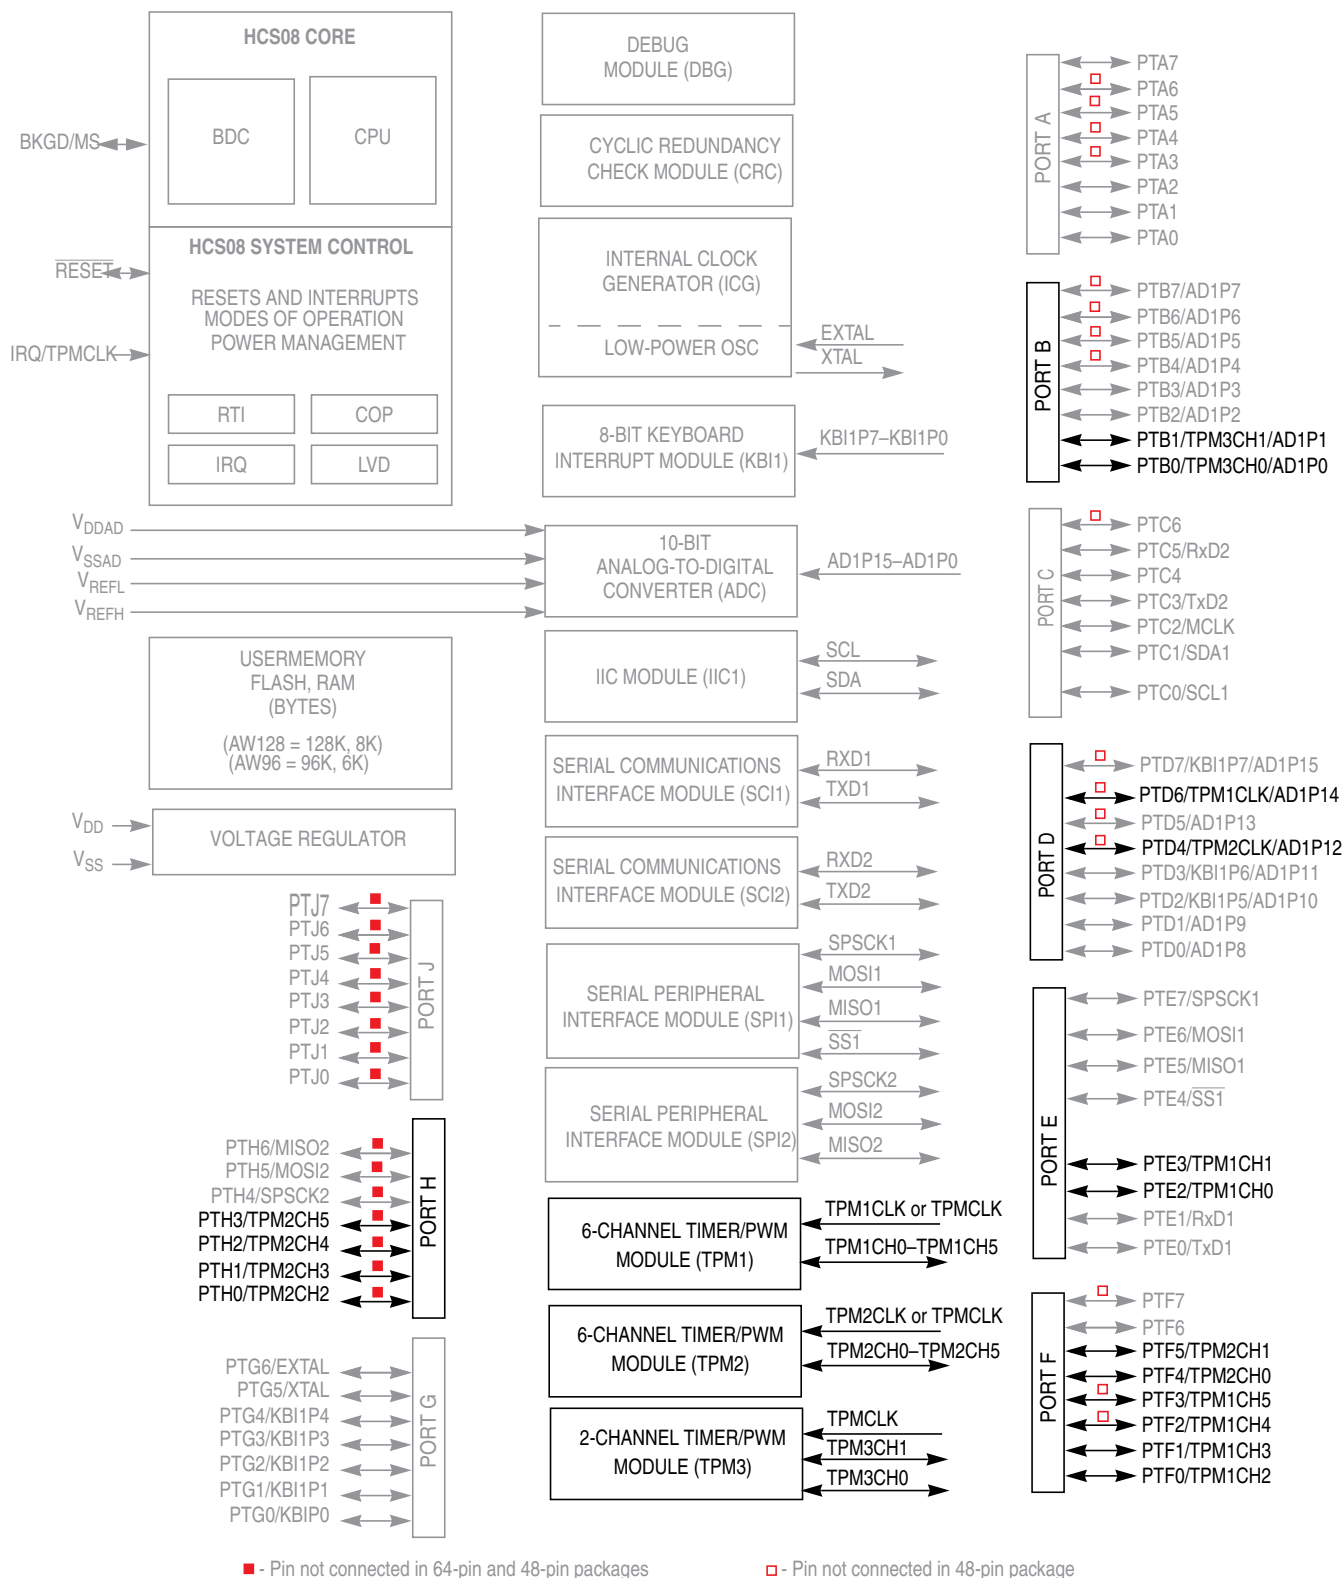 HCS08 CORE
BDC
CPU
BKGD/MS
HCS08 SYSTEM CONTROL
RESET
RESETS AND INTERRUPTS
MODES OF OPERATION
POWER MANAGEMENT
IRQ/TPMCLK
RTI
COP
IRQ
LVD
VDDAD
VSSAD
VREFL
VREFH
USERMEMORY
FLASH, RAM
(BYTES)
(AW128 = 128K, 8K)
(AW96 = 96K, 6K)
VDD
VSS
VOLTAGE REGULATOR
PTJ7
PTJ6
PTJ5
PTJ4
PTJ3
PTJ2
PTJ1
PTJ0
PORT J
PTH6/MISO2
PTH5/MOSI2
PTH4/SPSCK2
PTH3/TPM2CH5
PTH2/TPM2CH4
PTH1/TPM2CH3
PTH0/TPM2CH2
PORT H
PTG6/EXTAL
PTG5/XTAL
PTG4/KBI1P4
PTG3/KBI1P3
PTG2/KBI1P2
PTG1/KBI1P1
PTG0/KBIP0
PORT G
DEBUG
MODULE (DBG)
CYCLIC REDUNDANCY
CHECK MODULE (CRC)
INTERNAL CLOCK
GENERATOR (ICG)
LOW-POWER OSC
EXTAL
XTAL
8-BIT KEYBOARD
INTERRUPT MODULE (KBI1)
KBI1P7–KBI1P0
10-BIT
ANALOG-TO-DIGITAL
CONVERTER (ADC)
AD1P15–AD1P0
IIC MODULE (IIC1)
SCL
SDA
SERIAL COMMUNICATIONS
INTERFACE MODULE (SCI1)
RXD1
TXD1
SERIAL COMMUNICATIONS
INTERFACE MODULE (SCI2)
RXD2
TXD2
SERIAL PERIPHERAL
INTERFACE MODULE (SPI1)
SPSCK1
MOSI1
MISO1
SS1
SERIAL PERIPHERAL
INTERFACE MODULE (SPI2)
SPSCK2
MOSI2
MISO2
6-CHANNEL TIMER/PWM
MODULE (TPM1)
TPM1CLK or TPMCLK
TPM1CH0–TPM1CH5
6-CHANNEL TIMER/PWM
MODULE (TPM2)
TPM2CLK or TPMCLK
TPM2CH0–TPM2CH5
2-CHANNEL TIMER/PWM
MODULE (TPM3)
TPMCLK
TPM3CH1
TPM3CH0
PORT A
PTA7
PTA6
PTA5
PTA4
PTA3
PTA2
PTA1
PTA0
PORT B
PTB7/AD1P7
PTB6/AD1P6
PTB5/AD1P5
PTB4/AD1P4
PTB3/AD1P3
PTB2/AD1P2
PTB1/TPM3CH1/AD1P1
PTB0/TPM3CH0/AD1P0
PORT C
PTC6
PTC5/RxD2
PTC4
PTC3/TxD2
PTC2/MCLK
PTC1/SDA1
PTC0/SCL1
PORT D
PTD7/KBI1P7/AD1P15
PTD6/TPM1CLK/AD1P14
PTD5/AD1P13
PTD4/TPM2CLK/AD1P12
PTD3/KBI1P6/AD1P11
PTD2/KBI1P5/AD1P10
PTD1/AD1P9
PTD0/AD1P8
PORT E
PTE7/SPSCK1
PTE6/MOSI1
PTE5/MISO1
PTE4/SS1
PTE3/TPM1CH1
PTE2/TPM1CH0
PTE1/RxD1
PTE0/TxD1
PORT F
PTF7
PTF6
PTF5/TPM2CH1
PTF4/TPM2CH0
PTF3/TPM1CH5
PTF2/TPM1CH4
PTF1/TPM1CH3
PTF0/TPM1CH2
- Pin not connected in 64-pin and 48-pin packages
- Pin not connected in 48-pin package